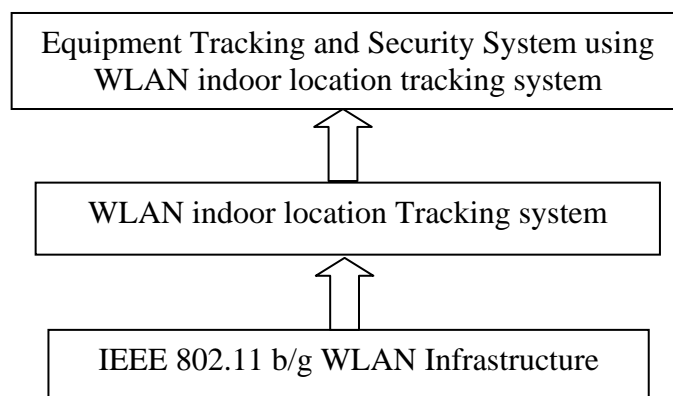 Equipment Tracking and Security System using
WLAN indoor location tracking system
WLAN indoor location Tracking system
IEEE 802.11 b/g WLAN Infrastructure